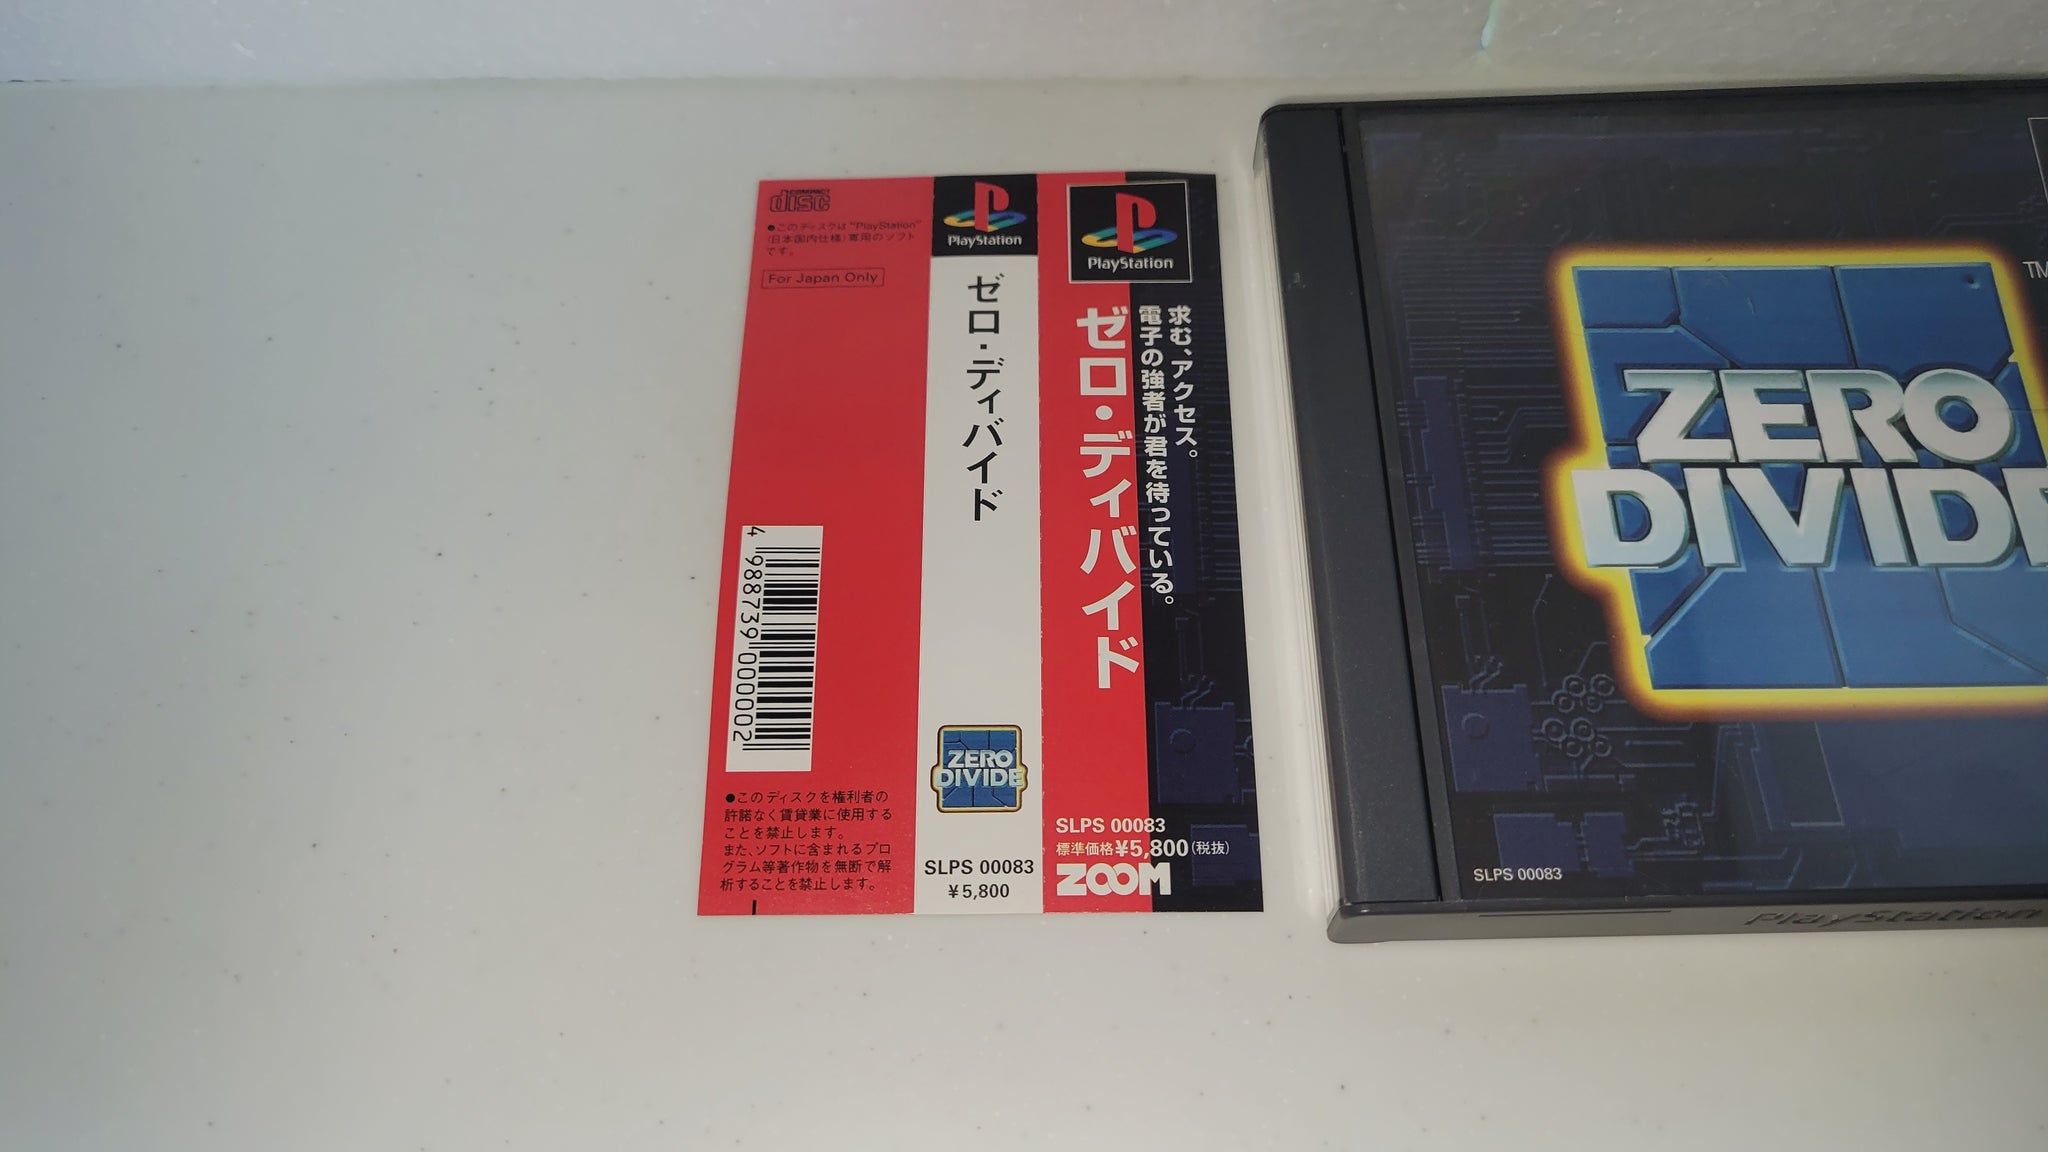 COMPACT
disc
●このディスクは"PlayStation"
(日本国内仕様)専用のソフト
です。
For Japan Only
4 988739 000002
●このディスクを権利者の
許諾なく賃貸業に使用する
ことを禁止します。
また、ソフトに含まれるプロ
グラム等著作物を無断で解
析することを禁止します。
PlayStation
ゼロ・ディバイド
ZERO
DIVIDE
SLPS 00083
¥5,800
PlayStation
求む、アクセス。
電子の強者が君を待っている。
ゼロ・ディバイド
SLPS 00083
標準価格¥5,800(税抜)
ZOOM
TM
ZERO
DIVIDE
SLPS 00083
PlayStation